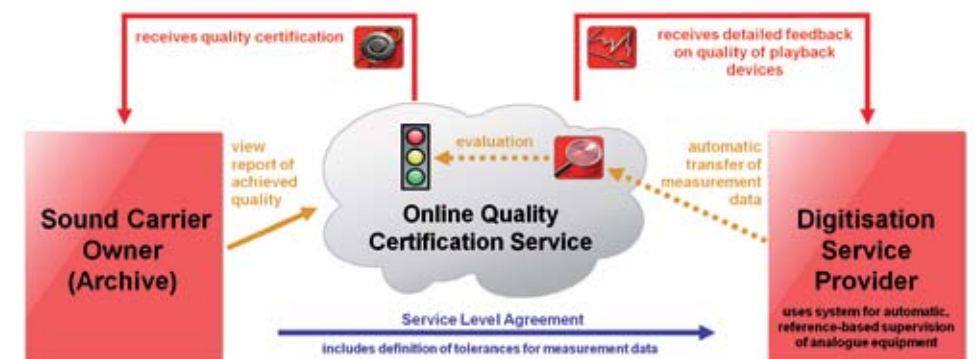 receives quality certification
receives detailed feedback
on quality of playback
devices
view
report of
achieved
quality
evaluation
automatic
transfer of
measurement
data
Sound Carrier
Owner
(Archive)
Online Quality
Certification Service
Digitisation
Service
Provider
uses system for automatic,
reference-based supervision
of analogue equipment
Service Level Agreement
includes definition of tolerances for measurement data